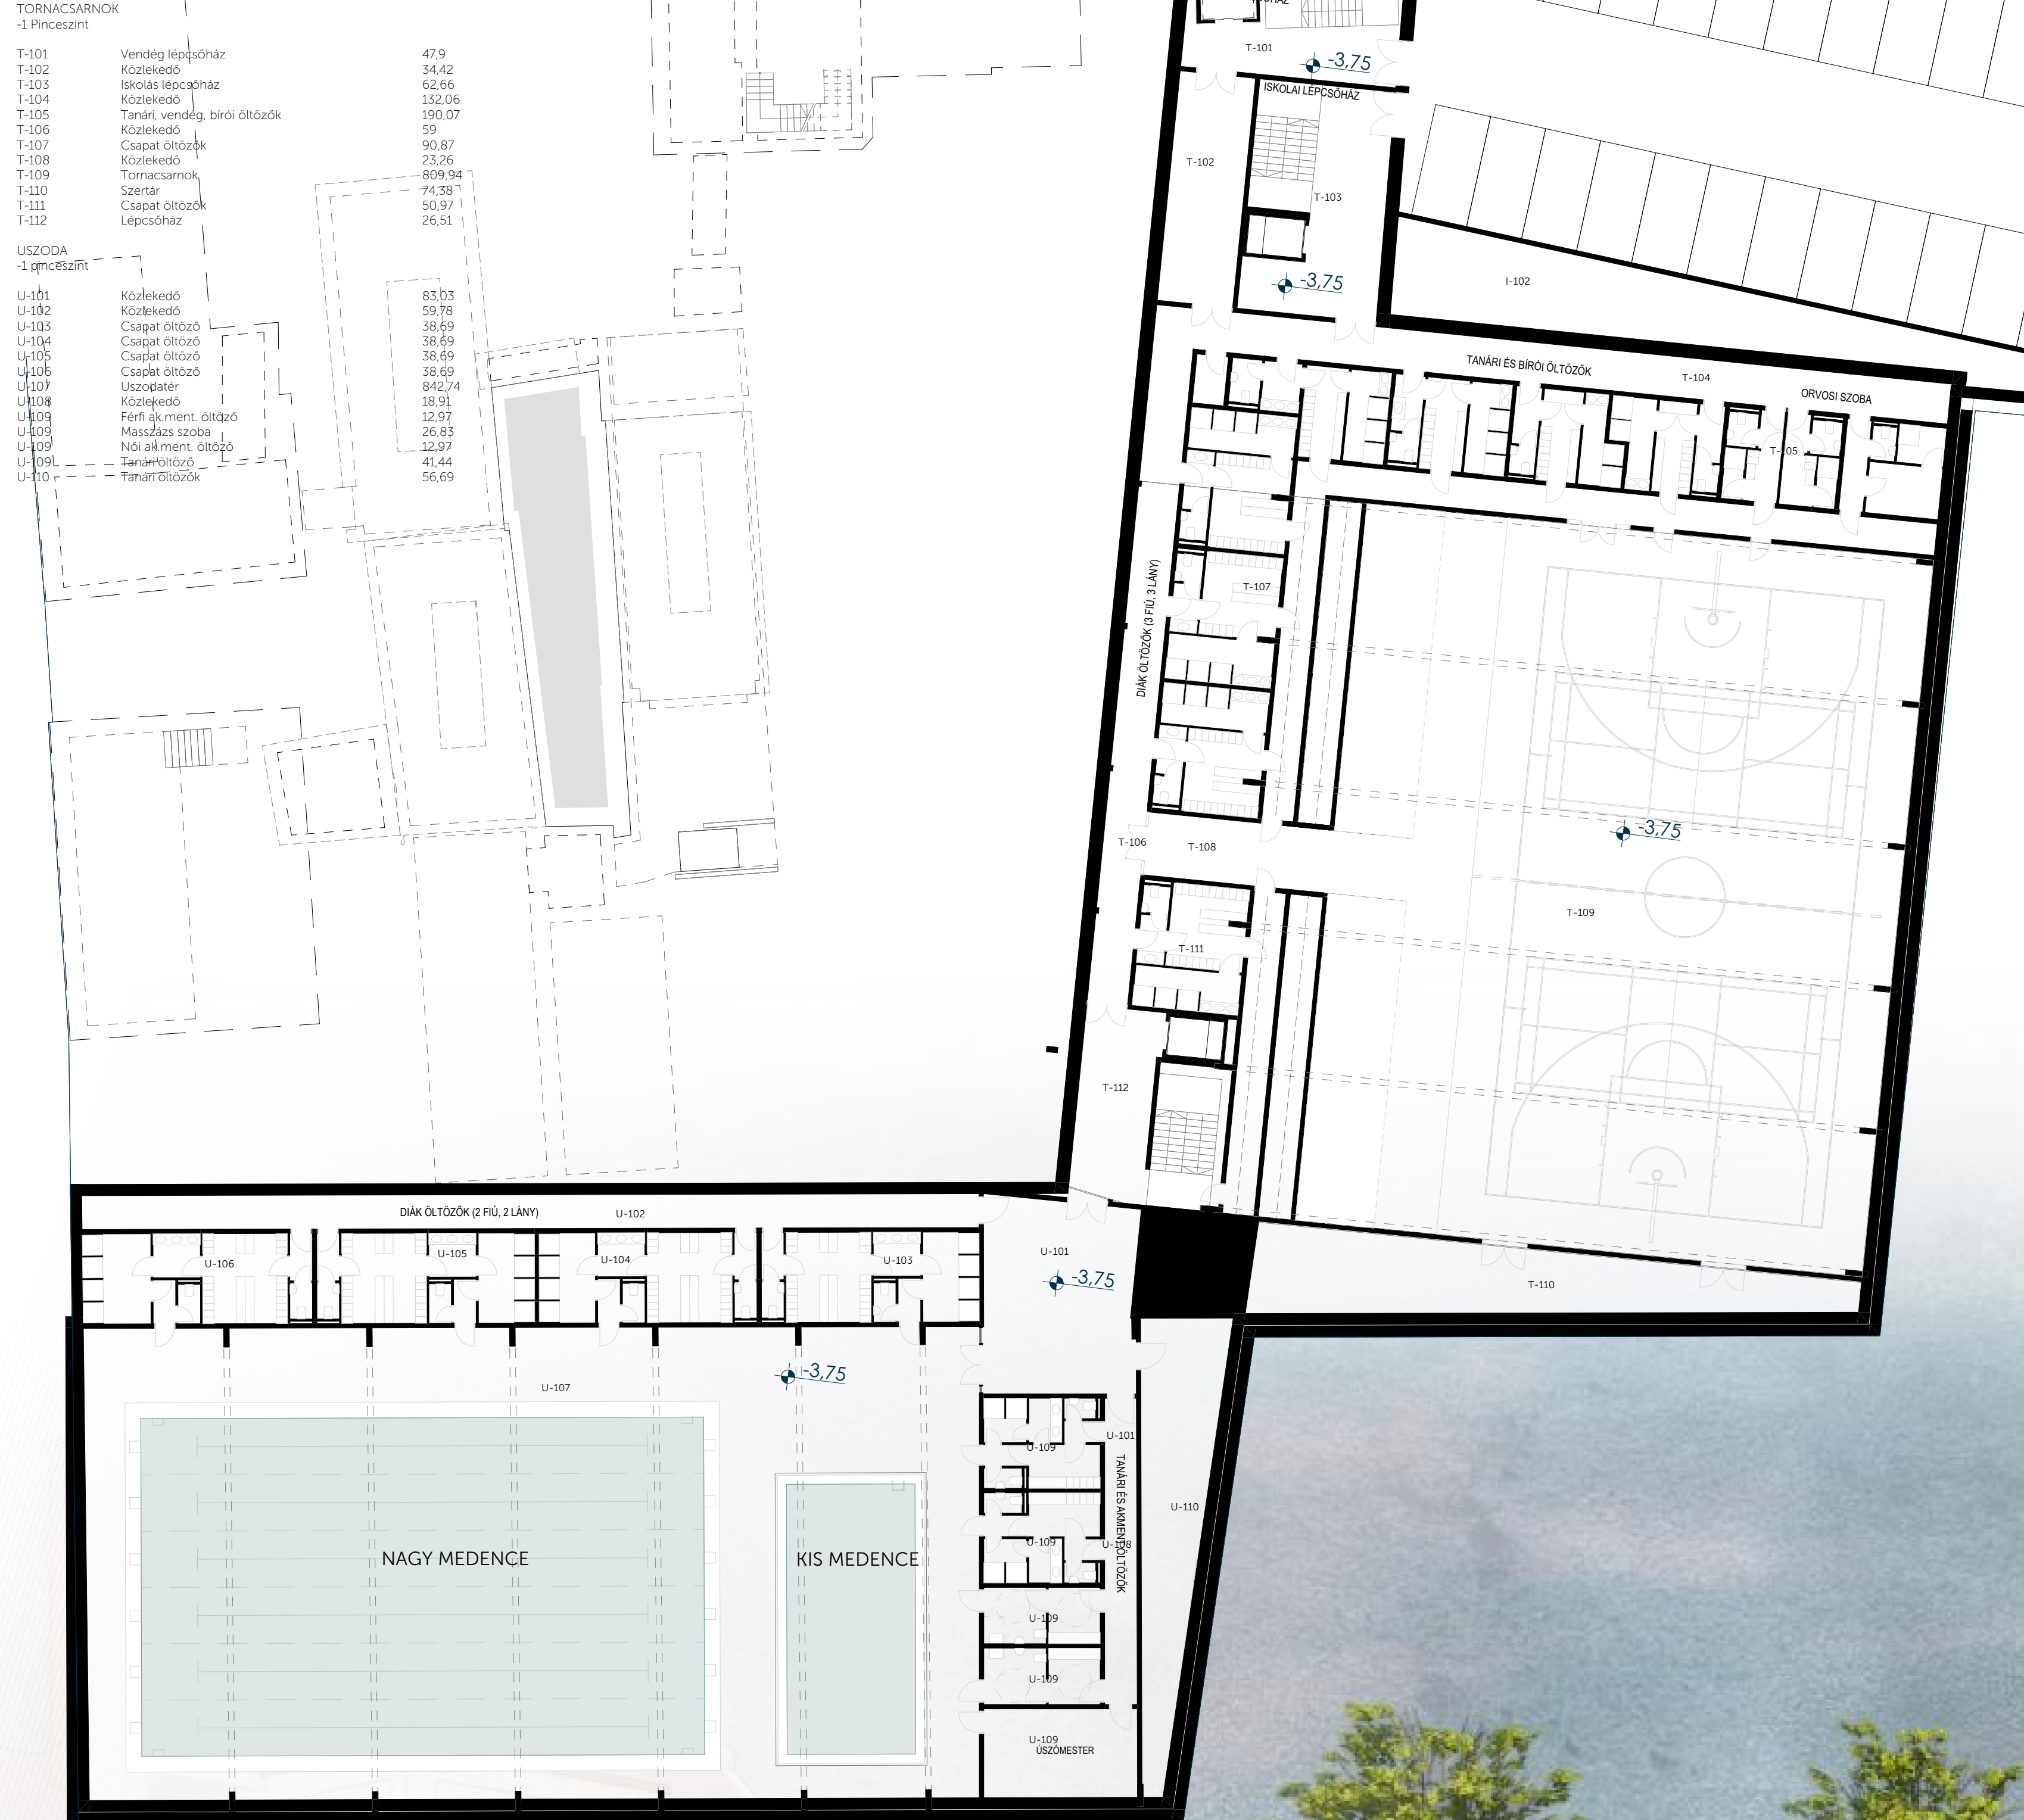 TORNACSARNOK
-1 Pinceszint
T-101 Vendég lépcsőház 47,9
T-102 Közlekedő 34,42
T-103 Iskolás lépcsőház 62,66
T-104 Közlekedő 132,06
T-105 Tanári, vendég, bírói öltözők 190,07
T-106 Közlekedő 59
T-107 Csapat öltözők 90,87
T-108 Közlekedő 23,26
T-109 Tornacsarnok 809,94
T-110 Szertár 74,38
T-111 Csapat öltözők 50,97
T-112 Lépcsőház 26,51
USZODA
-1 pinceszint
U-101 Közlekedő 83,03
U-102 Közlekedő 59,78
U-103 Csapat öltöző 38,69
U-104 Csapat öltöző 38,69
U-105 Csapat öltöző 38,69
U-106 Csapat öltöző 38,69
U-107 Uszodatér 842,74
U-108 Közlekedő 18,91
U-109 Férfi ak.ment. öltöző 12,97
U-109 Masszázs szoba 26,83
U-109 Női ak.ment. öltöző 12,97
U-109 Tanári öltöző 41,44
U-110 Tanári öltözők 56,69
T-101
-3,75
ISKOLAI LÉPCSŐHÁZ
T-102
T-103
-3,75
I-102
TANÁRI ÉS BÍRÓI ÖLTÖZŐK
T-104
ORVOSI SZOBA
T-105
DIÁK ÖLTÖZŐK (3 FIÚ, 3 LÁNY)
T-107
-3,75
T-106
T-108
T-109
T-111
T-112
DIÁK ÖLTÖZŐK (2 FIÚ, 2 LÁNY)
U-102
U-106
U-105
U-104
U-103
U-101
-3,75
T-110
-3,75
U-107
U-109
U-101
TANÁRI ÉS AKMENT ÖLTÖZŐK
U-110
U-109
U-108
NAGY MEDENCE
KIS MEDENCE
U-109
U-109
U-109
ÚSZÓMESTER